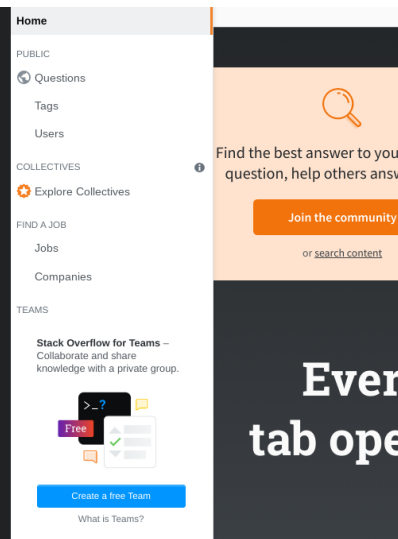 Home
PUBLIC
Questions
Tags
Users
COLLECTIVES
Explore Collectives
FIND A JOB
Jobs
Companies
TEAMS
Stack Overflow for Teams –
Collaborate and share
knowledge with a private group.
>_?
Free
Create a free Team
What is Teams?
Find the best answer to you
question, help others answ
Join the community
or search content
Ever
tab ope